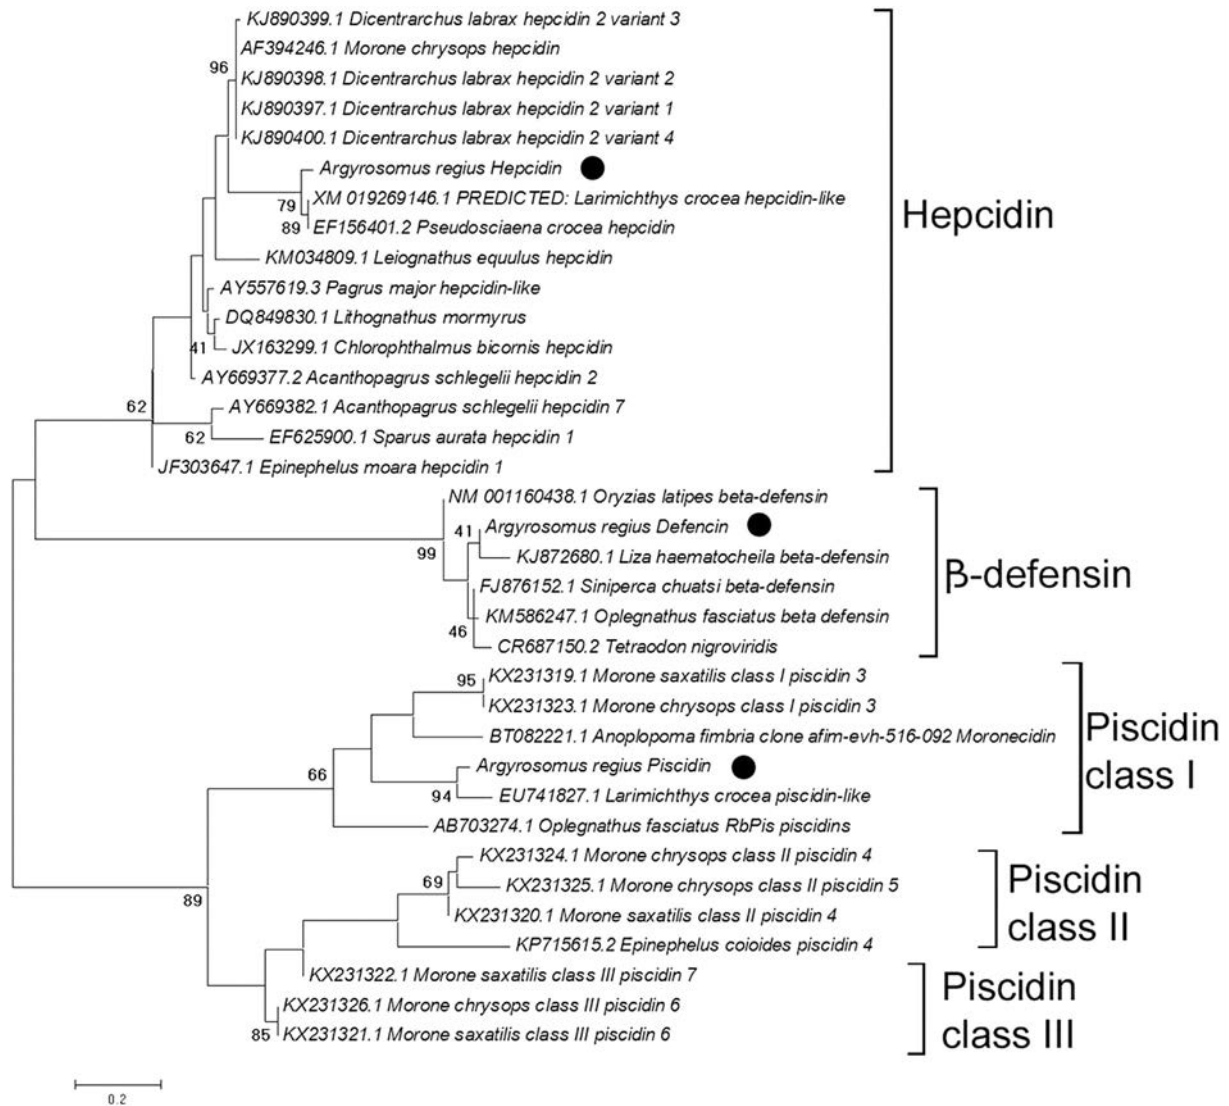 KJ890399.1 Dicentrarchus labrax hepcidin 2 variant 3
AF394246.1 Morone chrysops hepcidin
96
KJ890398.1 Dicentrarchus labrax hepcidin 2 variant 2
KJ890397.1 Dicentrarchus labrax hepcidin 2 variant 1
KJ890400.1 Dicentrarchus labrax hepcidin 2 variant 4
Argyrosomus regius Hepcidin
XM 019269146.1 PREDICTED: Larimichthys crocea hepcidin-like
79
Hepcidin
89 EF156401.2 Pseudosciaena crocea hepcidin
KM034809.1 Leiognathus equulus hepcidin
AY557619.3 Pagrus major hepcidin-like
DQ849830.1 Lithognathus mormyrus
41 JX163299.1 Chlorophthalmus bicornis hepcidin
AY669377.2 Acanthopagrus schlegelii hepcidin 2
62 AY669382.1 Acanthopagrus schlegelii hepcidin 7
62 EF625900.1 Sparus aurata hepcidin 1
JF303647.1 Epinephelus moara hepcidin 1
NM 001160438.1 Oryzias latipes beta-defensin
41 Argyrosomus regius Defencin
99 KJ872680.1 Liza haematocheila beta-defensin
β-defensin
FJ876152.1 Siniperca chuatsi beta-defensin
KM586247.1 Oplegnathus fasciatus beta defensin
46
CR687150.2 Tetraodon nigroviridis
95 KX231319.1 Morone saxatilis class I piscidin 3
KX231323.1 Morone chrysops class I piscidin 3
Piscidin
class I
BT082221.1 Anoplopoma fimbria clone afim-evh-516-092 Moronecidin
66 Argyrosomus regius Piscidin
94 EU741827.1 Larimichthys crocea piscidin-like
AB703274.1 Oplegnathus fasciatus RbPis piscidins
KX231324.1 Morone chrysops class II piscidin 4
69
KX231325.1 Morone chrysops class II piscidin 5
Piscidin
class II
89
KX231320.1 Morone saxatilis class II piscidin 4
KP715615.2 Epinephelus coioides piscidin 4
KX231322.1 Morone saxatilis class III piscidin 7
Piscidin
class III
KX231326.1 Morone chrysops class III piscidin 6
85 KX231321.1 Morone saxatilis class III piscidin 6
0.2